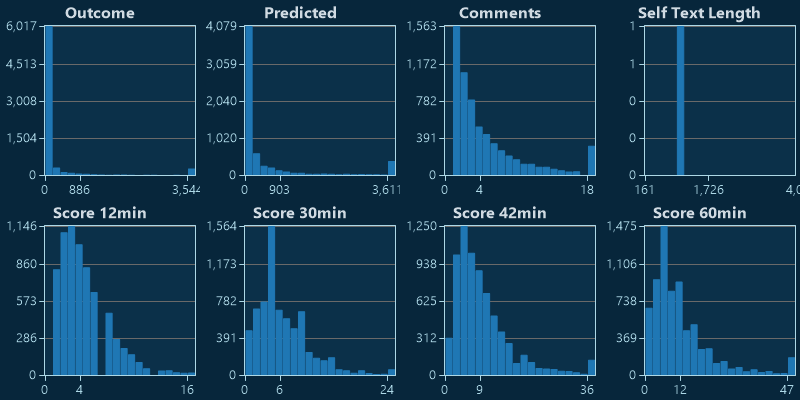 Outcome
6,017
4,513
3,008
1,504
0
0 886 3,544
Predicted
4,079
3,059
2,040
1,020
0
0 903 3,611
Comments
1,563
1,172
782
391
0
0 4 18
Self Text Length
1
1
0
0
0
161 1,726 4,0
Score 12min
1,146
860
573
286
0
0 4 16
Score 30min
1,564
1,173
782
391
0
0 6 24
Score 42min
1,250
938
625
312
0
0 9 36
Score 60min
1,475
1,106
738
369
0
0 12 47